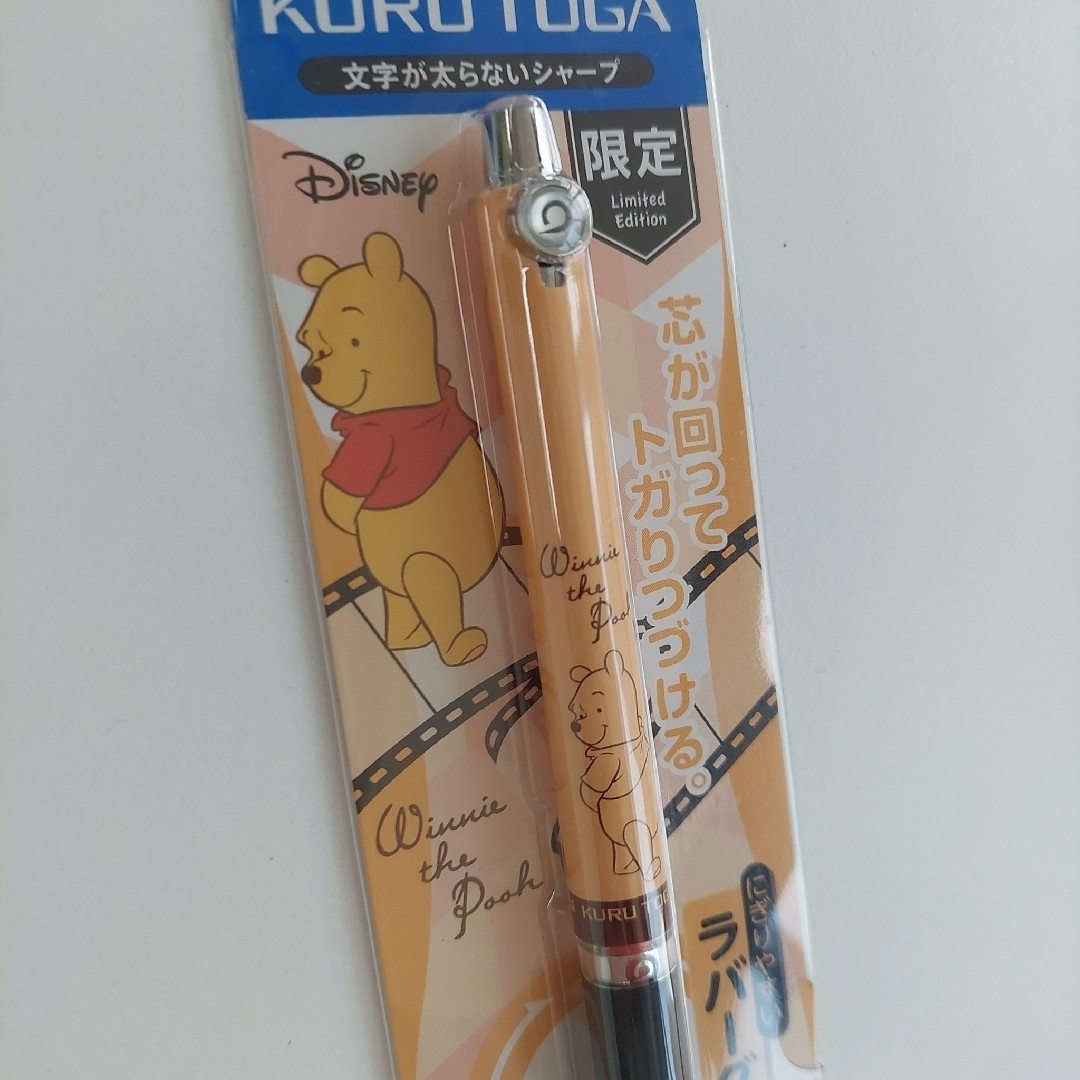 KURU TOGA
文字が太らないシャープ
Disney
限定
Limited
Edition
芯が回って
トガりつづける。
Winnie
the
Pooh
Winnie
the
Pooh
KURU TOG
にぎりやすい
ラバーグ